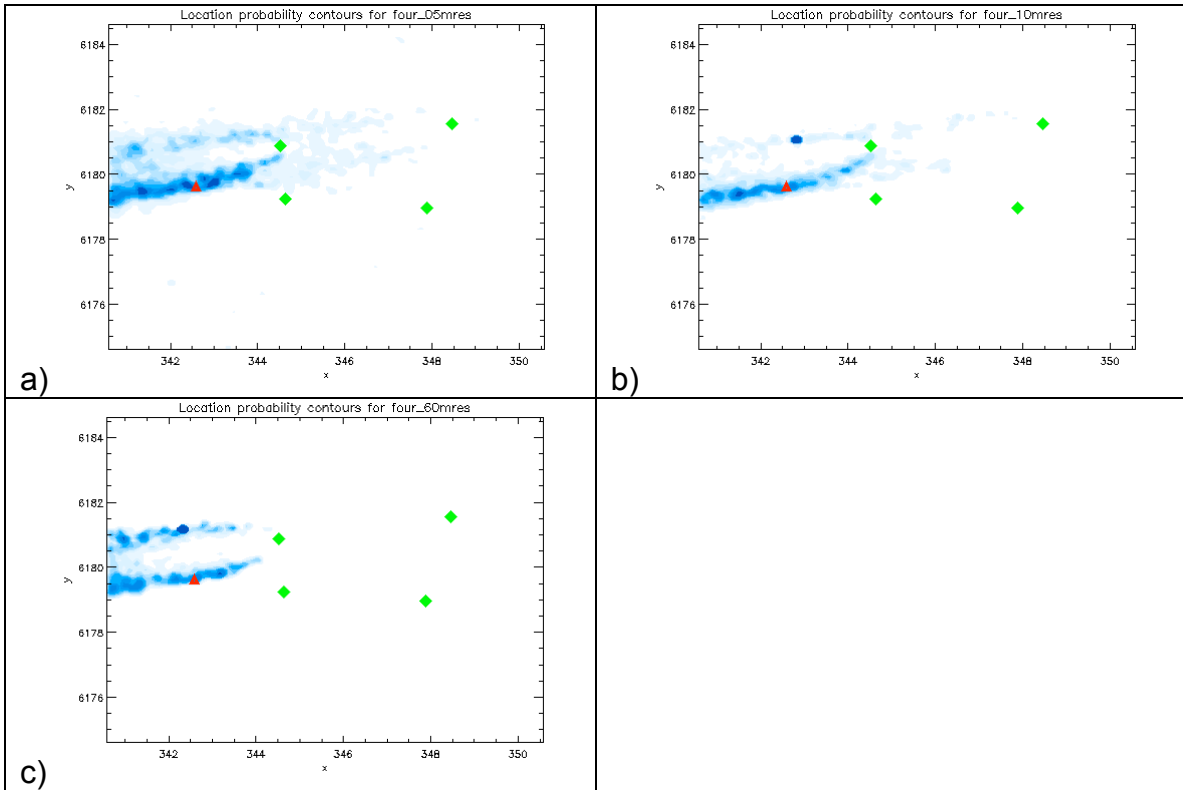 Location probability contours for four_05mres
6184
6182
6180
6178
6176
y
342 344 346 348 350
x
a)
Location probability contours for four_10mres
6184
6182
6180
6178
6176
y
342 344 346 348 350
x
b)
Location probability contours for four_60mres
6184
6182
6180
6178
6176
y
342 344 346 348 350
x
c)